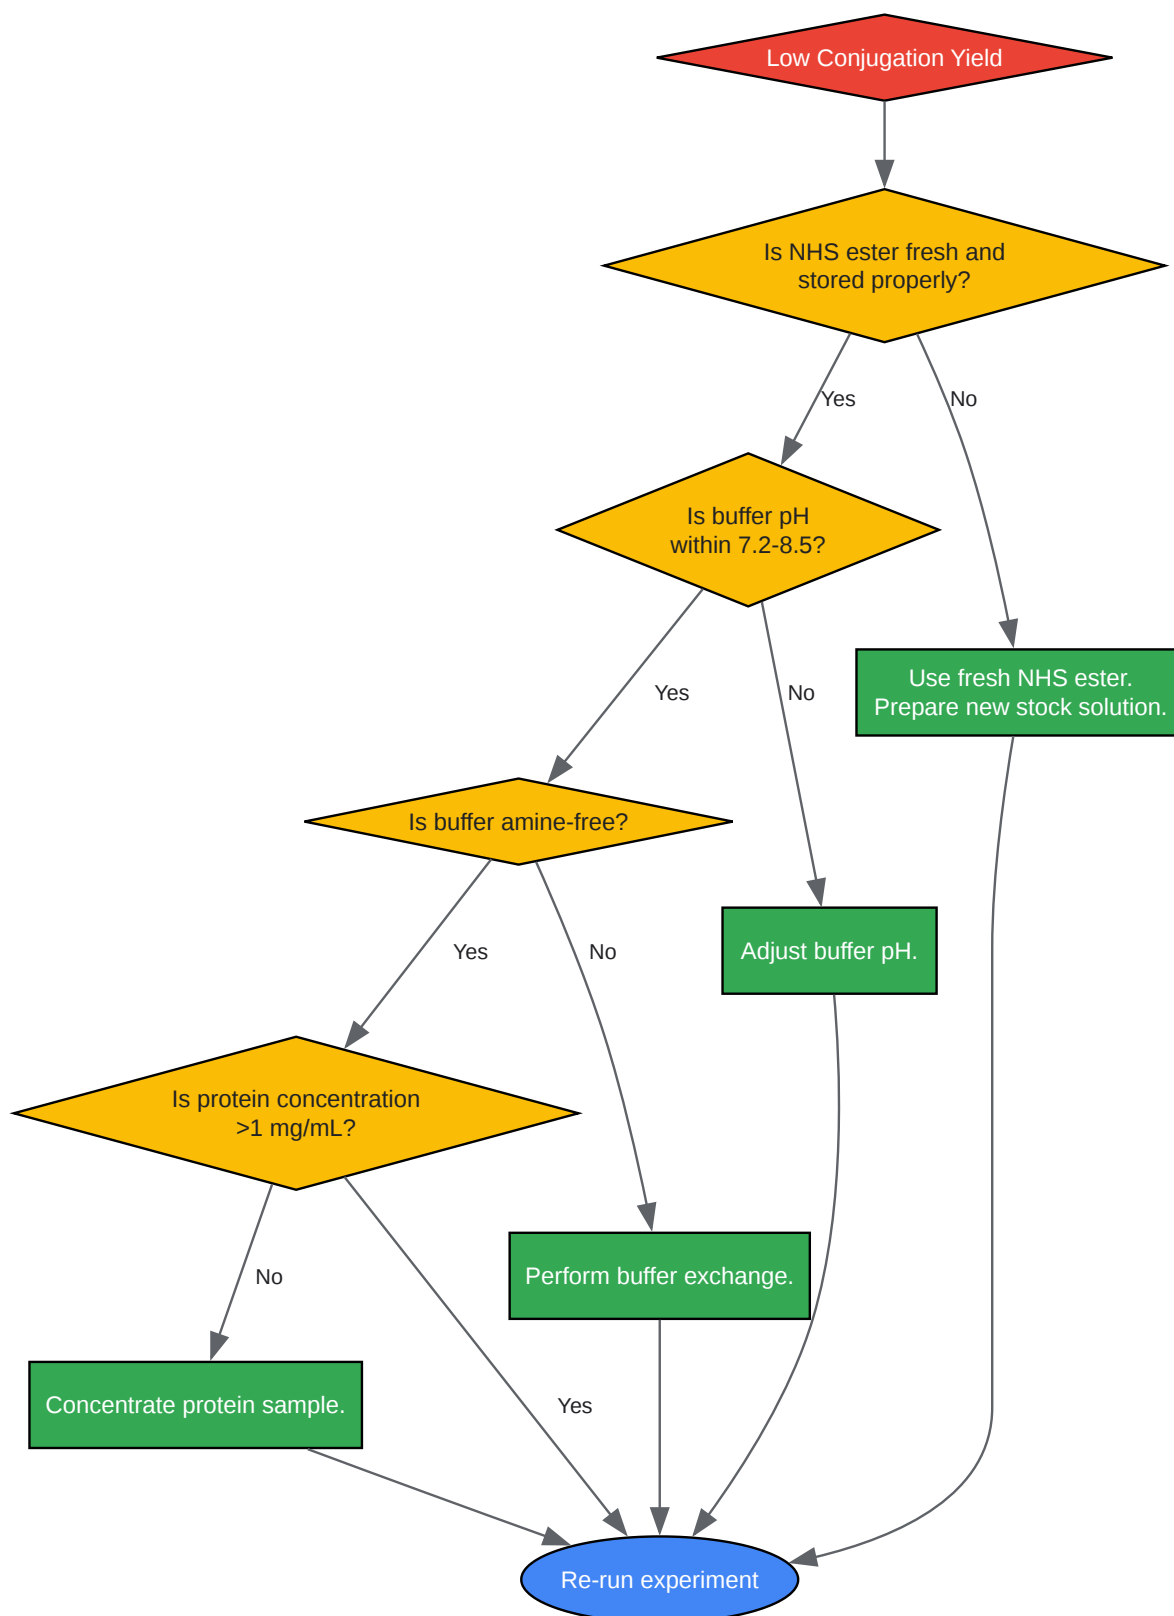 Low Conjugation Yield
Is NHS ester fresh and
stored properly?
Yes
No
Is buffer pH
within 7.2-8.5?
Use fresh NHS ester.
Prepare new stock solution.
Yes
No
Is buffer amine-free?
Yes
No
Adjust buffer pH.
Is protein concentration
>1 mg/mL?
No
Perform buffer exchange.
Concentrate protein sample.
Yes
Re-run experiment